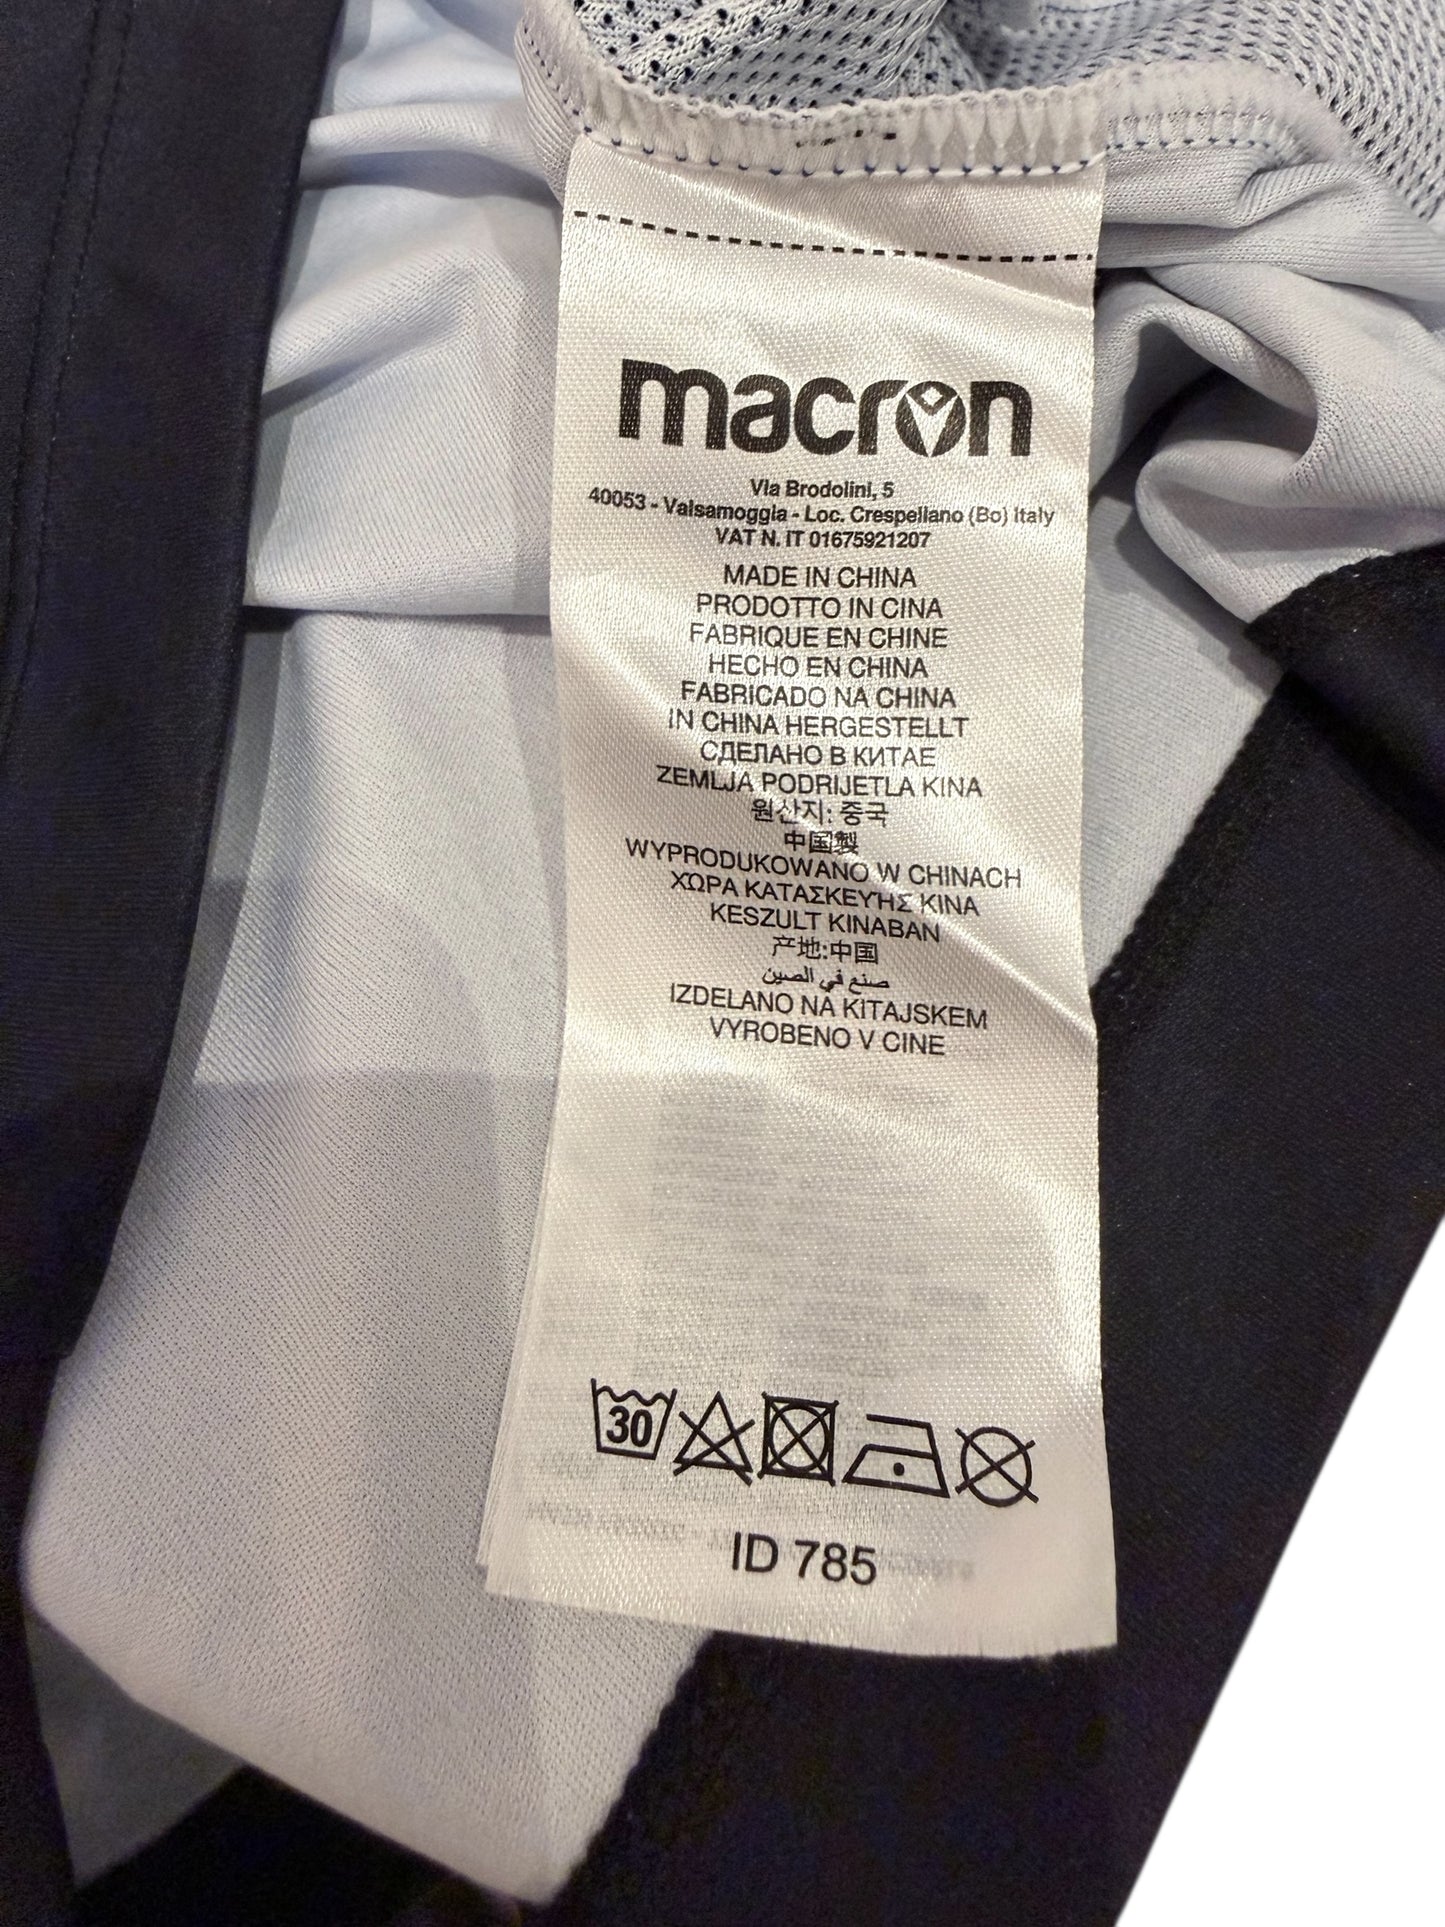 macron
Via Brodolini, 5
40053 - Valsamoggia - Loc. Crespellano (Bo) Italy
VAT N. IT 01675921207
MADE IN CHINA
PRODOTTO IN CINA
FABRIQUE EN CHINE
HECHO EN CHINA
FABRICADO NA CHINA
IN CHINA HERGESTELLT
СДЕЛАНО В КИТАЕ
ZEMLJA PODRIJETLA KINA
원산지: 중국
中国製
WYPRODUKOWANO W CHINACH
ΧΩΡΑ ΚΑΤΑΣΚΕΥΉΣ ΚΙΝΑ
KESZULT KINABAN
产地:中国
صنع في الصين
IZDELANO NA KITAJSKEM
VYROBENO V CINE
30
ID 785